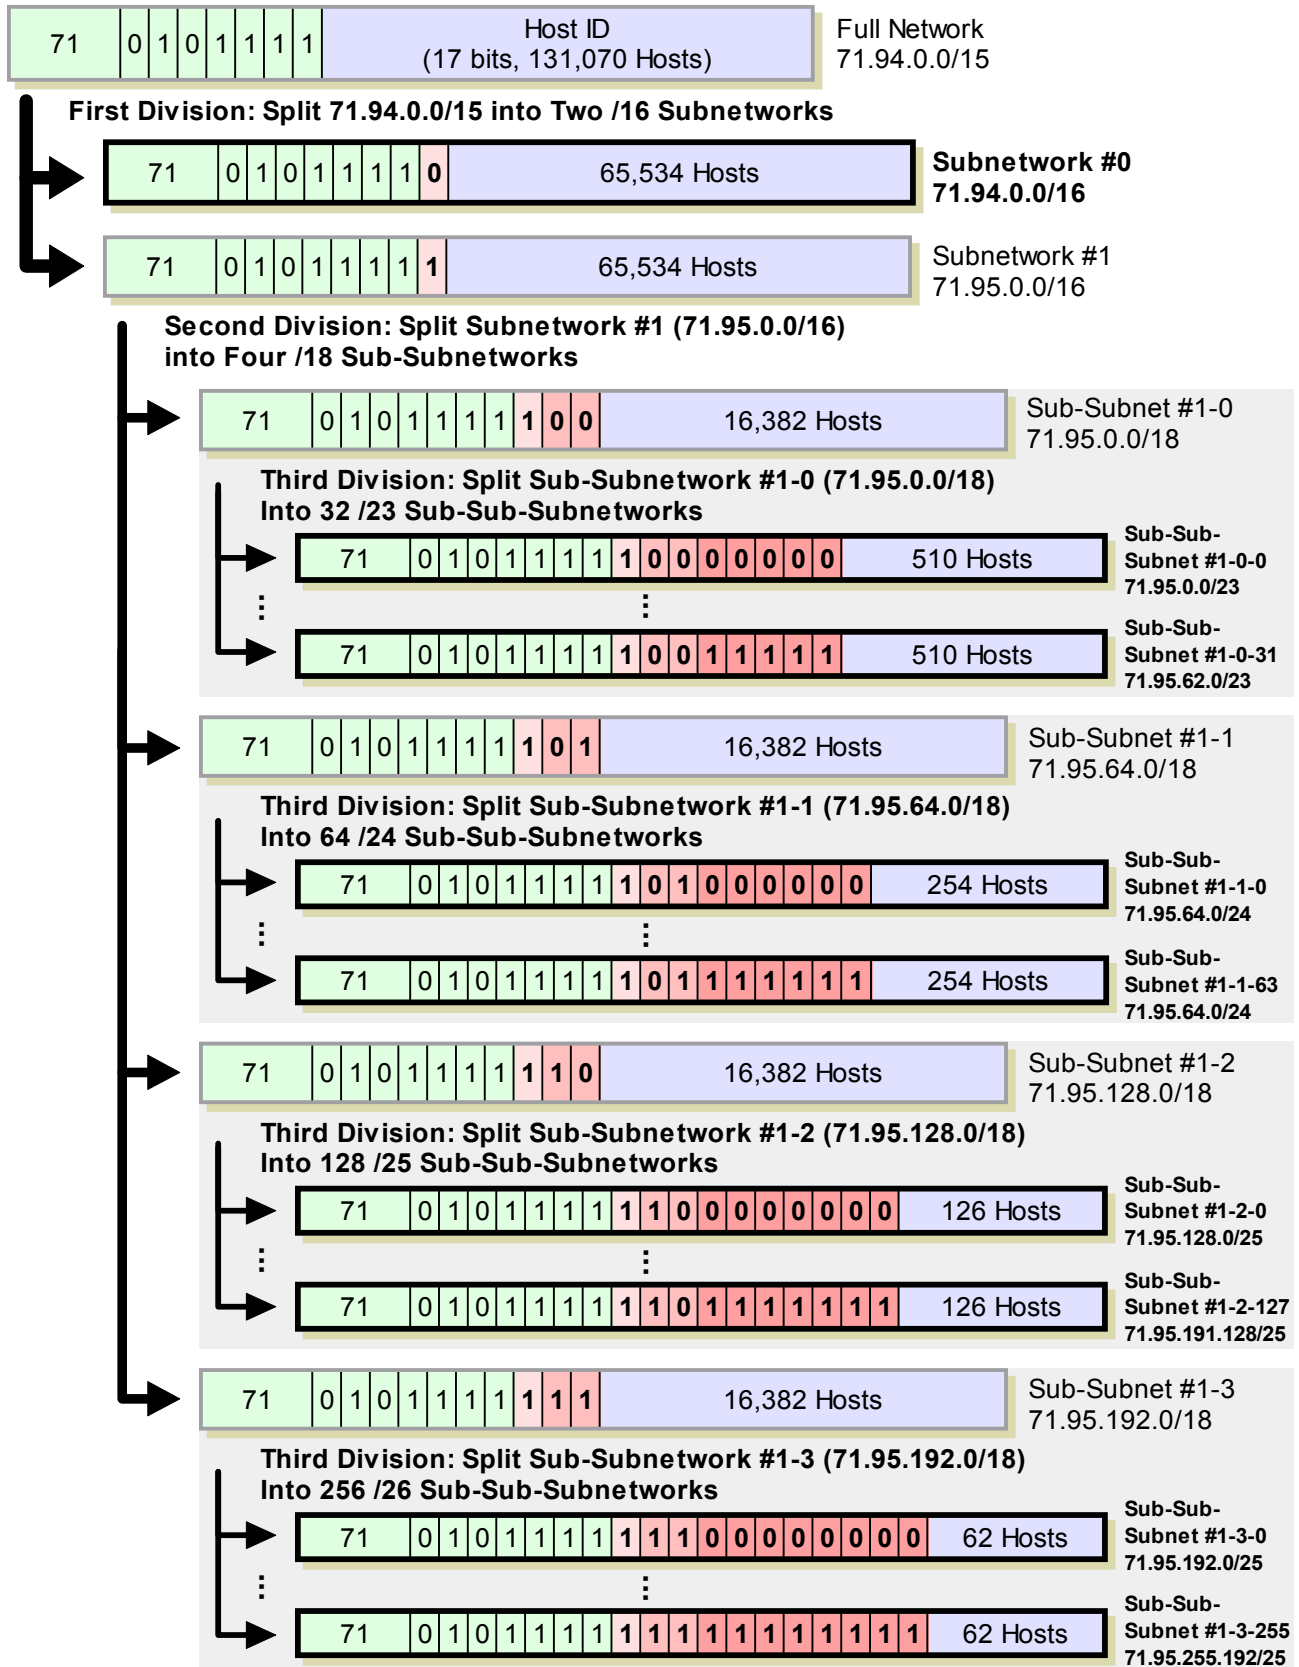 71 0 1 0 1 1 1 1 Host ID
(17 bits, 131,070 Hosts)
Full Network
71.94.0.0/15
First Division: Split 71.94.0.0/15 into Two /16 Subnetworks
71 0 1 0 1 1 1 1 0 65,534 Hosts
Subnetwork #0
71.94.0.0/16
71 0 1 0 1 1 1 1 1 65,534 Hosts
Subnetwork #1
71.95.0.0/16
Second Division: Split Subnetwork #1 (71.95.0.0/16)
into Four /18 Sub-Subnetworks
71 0 1 0 1 1 1 1 1 0 0 16,382 Hosts
Sub-Subnet #1-0
71.95.0.0/18
Third Division: Split Sub-Subnetwork #1-0 (71.95.0.0/18)
Into 32 /23 Sub-Sub-Subnetworks
71 0 1 0 1 1 1 1 1 0 0 0 0 0 0 0 510 Hosts
Sub-Sub-
Subnet #1-0-0
71.95.0.0/23
71 0 1 0 1 1 1 1 1 0 0 1 1 1 1 1 510 Hosts
Sub-Sub-
Subnet #1-0-31
71.95.62.0/23
71 0 1 0 1 1 1 1 1 0 1 16,382 Hosts
Sub-Subnet #1-1
71.95.64.0/18
Third Division: Split Sub-Subnetwork #1-1 (71.95.64.0/18)
Into 64 /24 Sub-Sub-Subnetworks
71 0 1 0 1 1 1 1 1 0 1 0 0 0 0 0 0 254 Hosts
Sub-Sub-
Subnet #1-1-0
71.95.64.0/24
71 0 1 0 1 1 1 1 1 0 1 1 1 1 1 1 1 254 Hosts
Sub-Sub-
Subnet #1-1-63
71.95.64.0/24
71 0 1 0 1 1 1 1 1 1 0 16,382 Hosts
Sub-Subnet #1-2
71.95.128.0/18
Third Division: Split Sub-Subnetwork #1-2 (71.95.128.0/18)
Into 128 /25 Sub-Sub-Subnetworks
71 0 1 0 1 1 1 1 1 1 0 0 0 0 0 0 0 0 126 Hosts
Sub-Sub-
Subnet #1-2-0
71.95.128.0/25
71 0 1 0 1 1 1 1 1 1 0 1 1 1 1 1 1 1 126 Hosts
Sub-Sub-
Subnet #1-2-127
71.95.191.128/25
71 0 1 0 1 1 1 1 1 1 1 16,382 Hosts
Sub-Subnet #1-3
71.95.192.0/18
Third Division: Split Sub-Subnetwork #1-3 (71.95.192.0/18)
Into 256 /26 Sub-Sub-Subnetworks
71 0 1 0 1 1 1 1 1 1 1 0 0 0 0 0 0 0 0 62 Hosts
Sub-Sub-
Subnet #1-3-0
71.95.192.0/25
71 0 1 0 1 1 1 1 1 1 1 1 1 1 1 1 1 1 1 62 Hosts
Sub-Sub-
Subnet #1-3-255
71.95.255.192/25